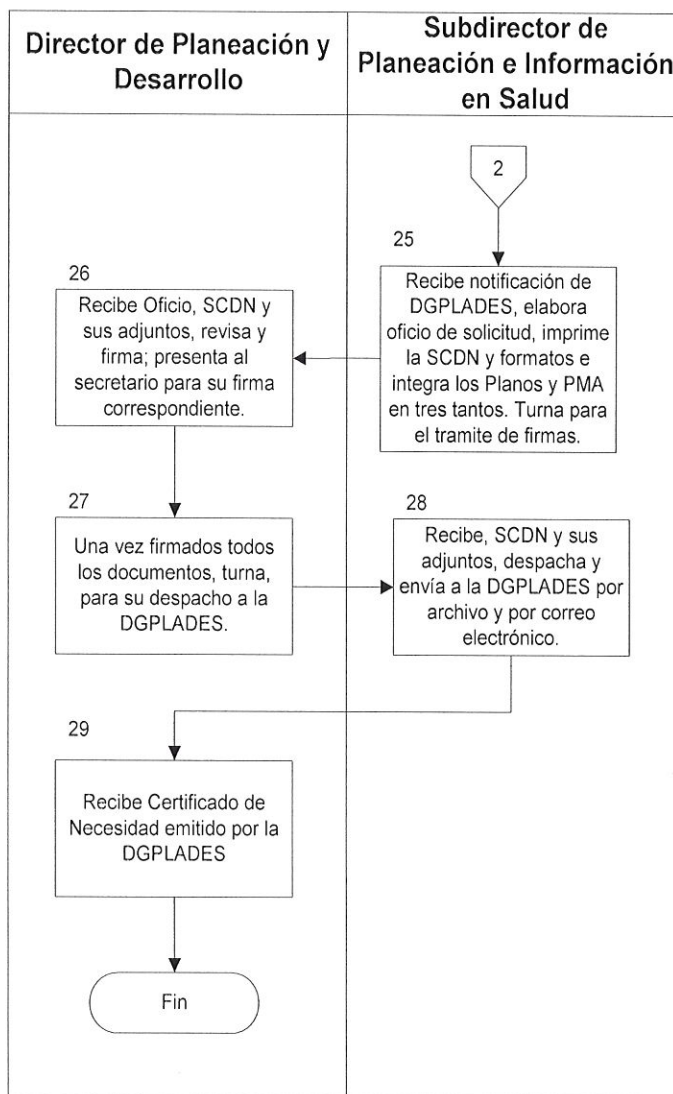 Director de Planeación y
Desarrollo
Subdirector de
Planeación e Información
en Salud
2
25
Recibe notificación de
DGPLADES, elabora
oficio de solicitud, imprime
la SCDN y formatos e
integra los Planos y PMA
en tres tantos. Turna para
el tramite de firmas.
26
Recibe Oficio, SCDN y
sus adjuntos, revisa y
firma; presenta al
secretario para su firma
correspondiente.
27
Una vez firmados todos
los documentos, turna,
para su despacho a la
DGPLADES.
28
Recibe, SCDN y sus
adjuntos, despacha y
envía a la DGPLADES por
archivo y por correo
electrónico.
29
Recibe Certificado de
Necesidad emitido por la
DGPLADES
Fin